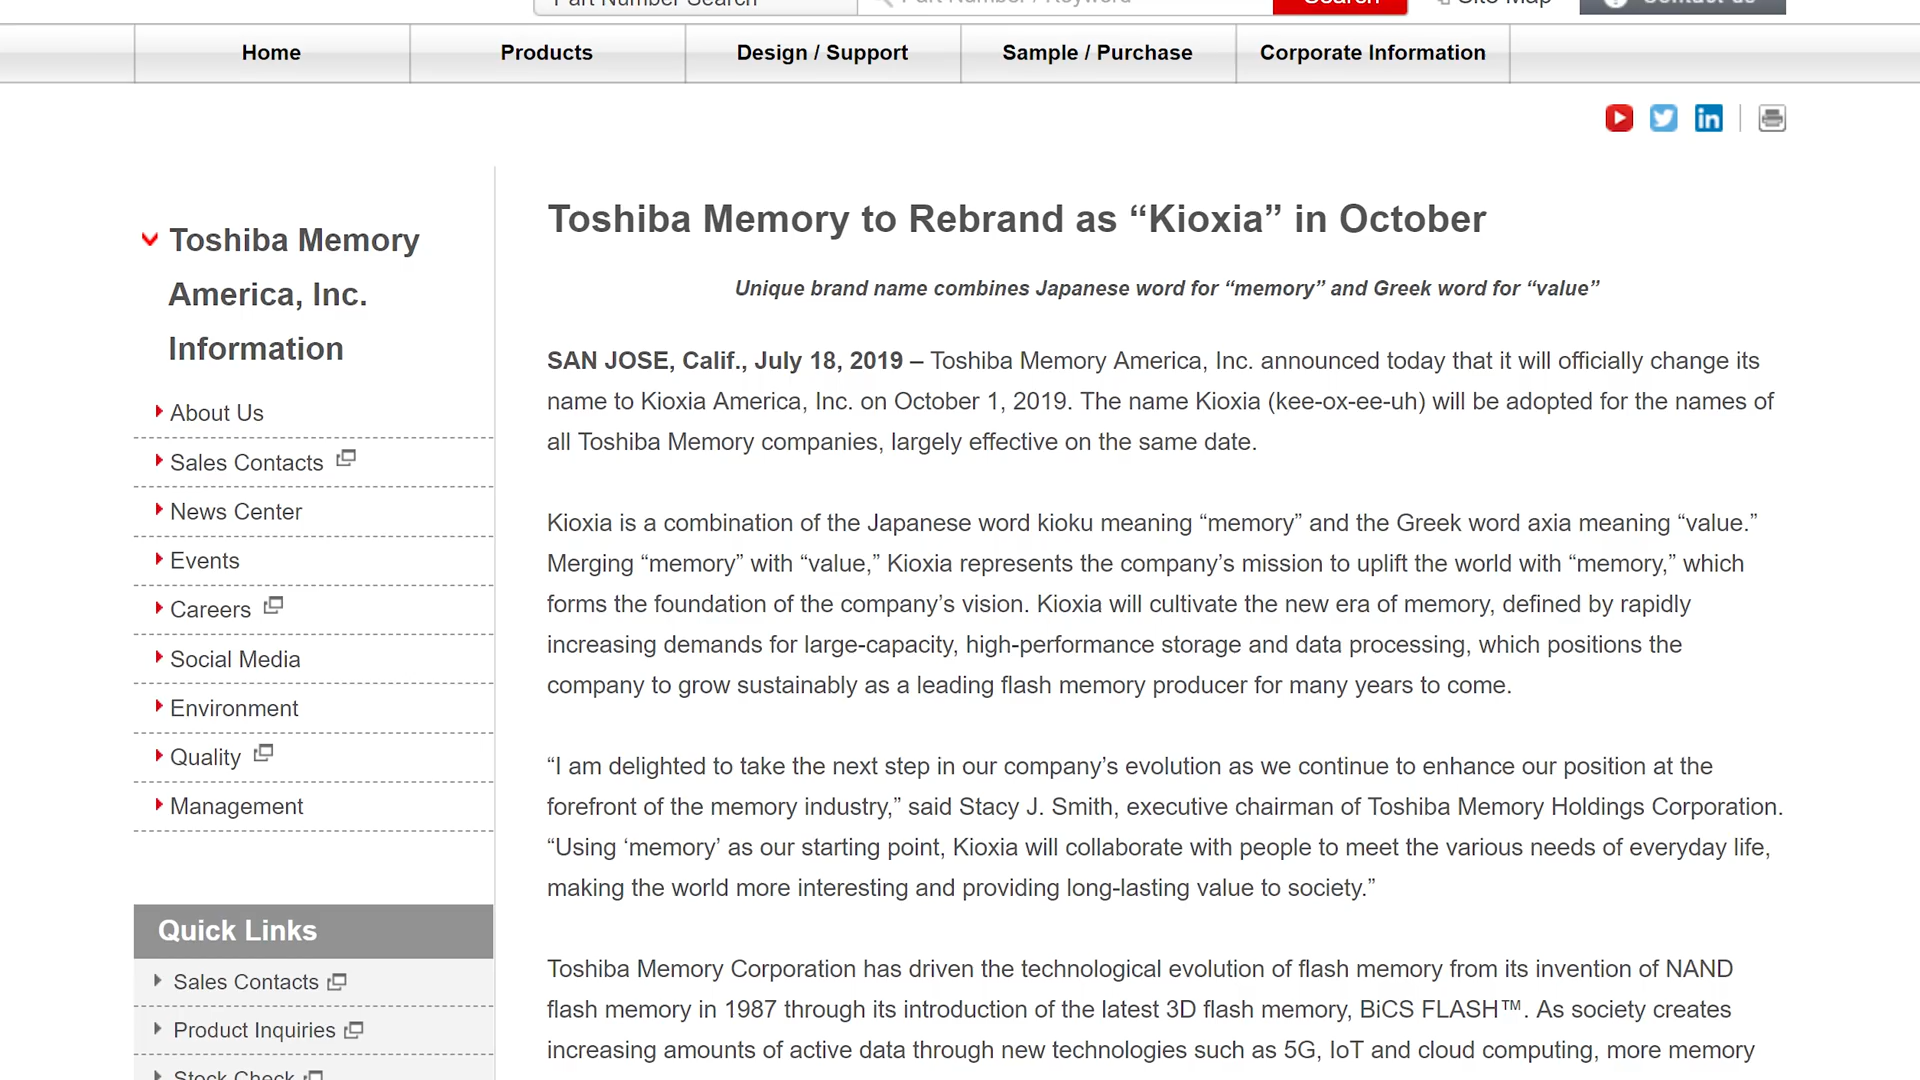 Part Number Search
Part Number / Keyword
Search
Site Map
Contact us
Home
Products
Design / Support
Sample / Purchase
Corporate Information
Toshiba Memory
America, Inc.
Information
About Us
Sales Contacts
News Center
Events
Careers
Social Media
Environment
Quality
Management
Quick Links
Sales Contacts
Product Inquiries
Stock Check
Toshiba Memory to Rebrand as “Kioxia” in October
Unique brand name combines Japanese word for “memory” and Greek word for “value”
SAN JOSE, Calif., July 18, 2019 – Toshiba Memory America, Inc. announced today that it will officially change its
name to Kioxia America, Inc. on October 1, 2019. The name Kioxia (kee-ox-ee-uh) will be adopted for the names of
all Toshiba Memory companies, largely effective on the same date.
Kioxia is a combination of the Japanese word kioku meaning “memory” and the Greek word axia meaning “value.”
Merging “memory” with “value,” Kioxia represents the company’s mission to uplift the world with “memory,” which
forms the foundation of the company’s vision. Kioxia will cultivate the new era of memory, defined by rapidly
increasing demands for large-capacity, high-performance storage and data processing, which positions the
company to grow sustainably as a leading flash memory producer for many years to come.
“I am delighted to take the next step in our company’s evolution as we continue to enhance our position at the
forefront of the memory industry,” said Stacy J. Smith, executive chairman of Toshiba Memory Holdings Corporation.
“Using ‘memory’ as our starting point, Kioxia will collaborate with people to meet the various needs of everyday life,
making the world more interesting and providing long-lasting value to society.”
Toshiba Memory Corporation has driven the technological evolution of flash memory from its invention of NAND
flash memory in 1987 through its introduction of the latest 3D flash memory, BiCS FLASH™. As society creates
increasing amounts of active data through new technologies such as 5G, IoT and cloud computing, more memory